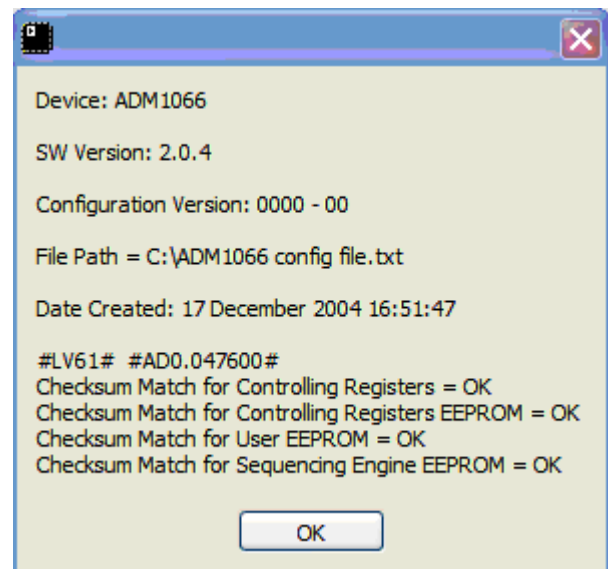 Device: ADM1066
SW Version: 2.0.4
Configuration Version: 0000 - 00
File Path = C:\ADM1066 config file.txt
Date Created: 17 December 2004 16:51:47
#LV61# #AD0.047600#
Checksum Match for Controlling Registers = OK
Checksum Match for Controlling Registers EEPROM = OK
Checksum Match for User EEPROM = OK
Checksum Match for Sequencing Engine EEPROM = OK
OK